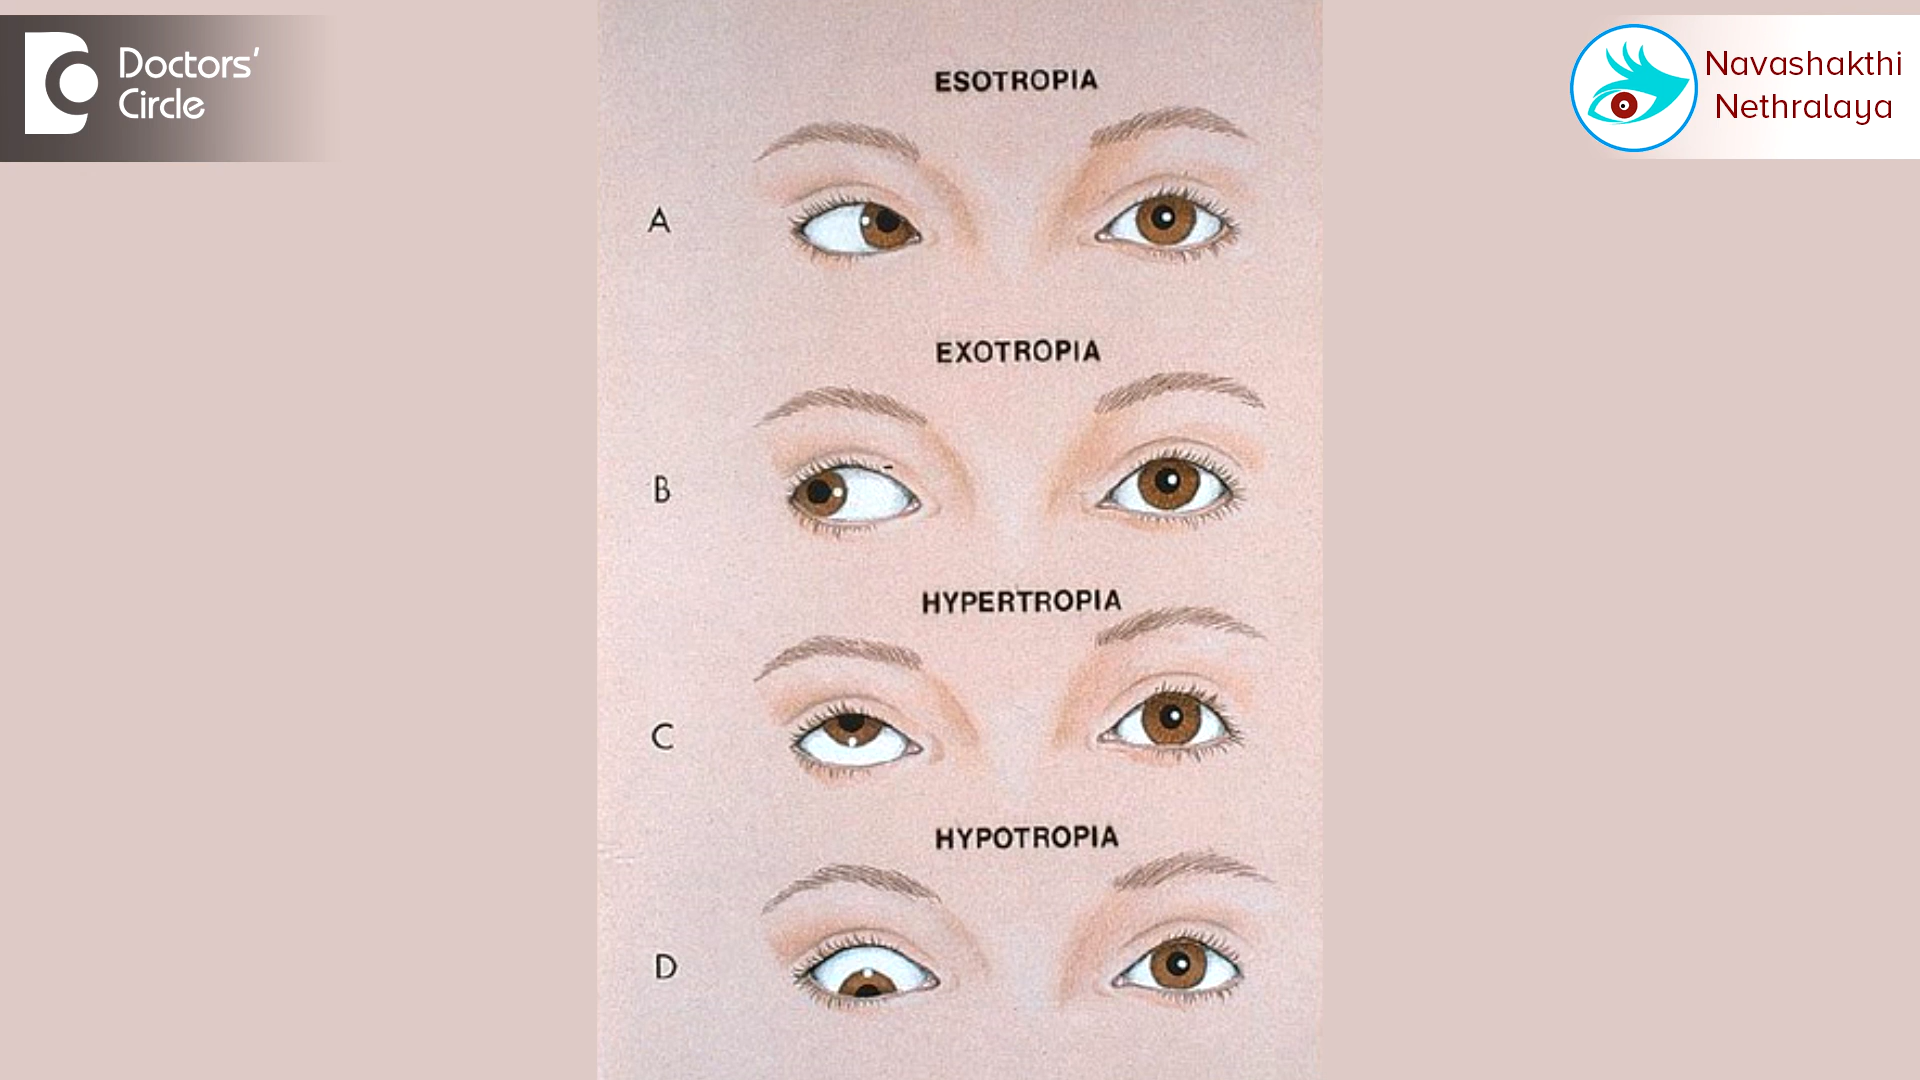 Doctors'
Circle
Navashakthi
Nethralaya
ESOTROPIA
A
EXOTROPIA
B
HYPERTROPIA
C
HYPOTROPIA
D